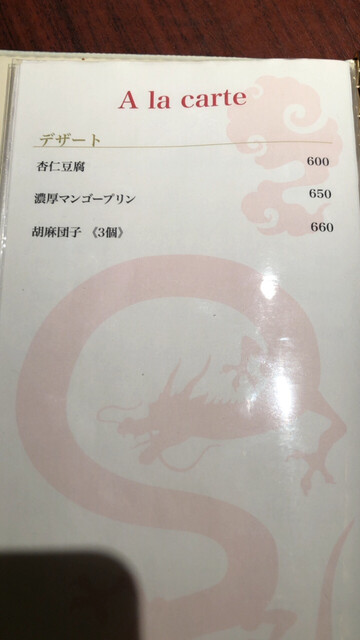 A la carte
デザート
杏仁豆腐 600
濃厚マンゴープリン 650
胡麻団子 《3個》 660